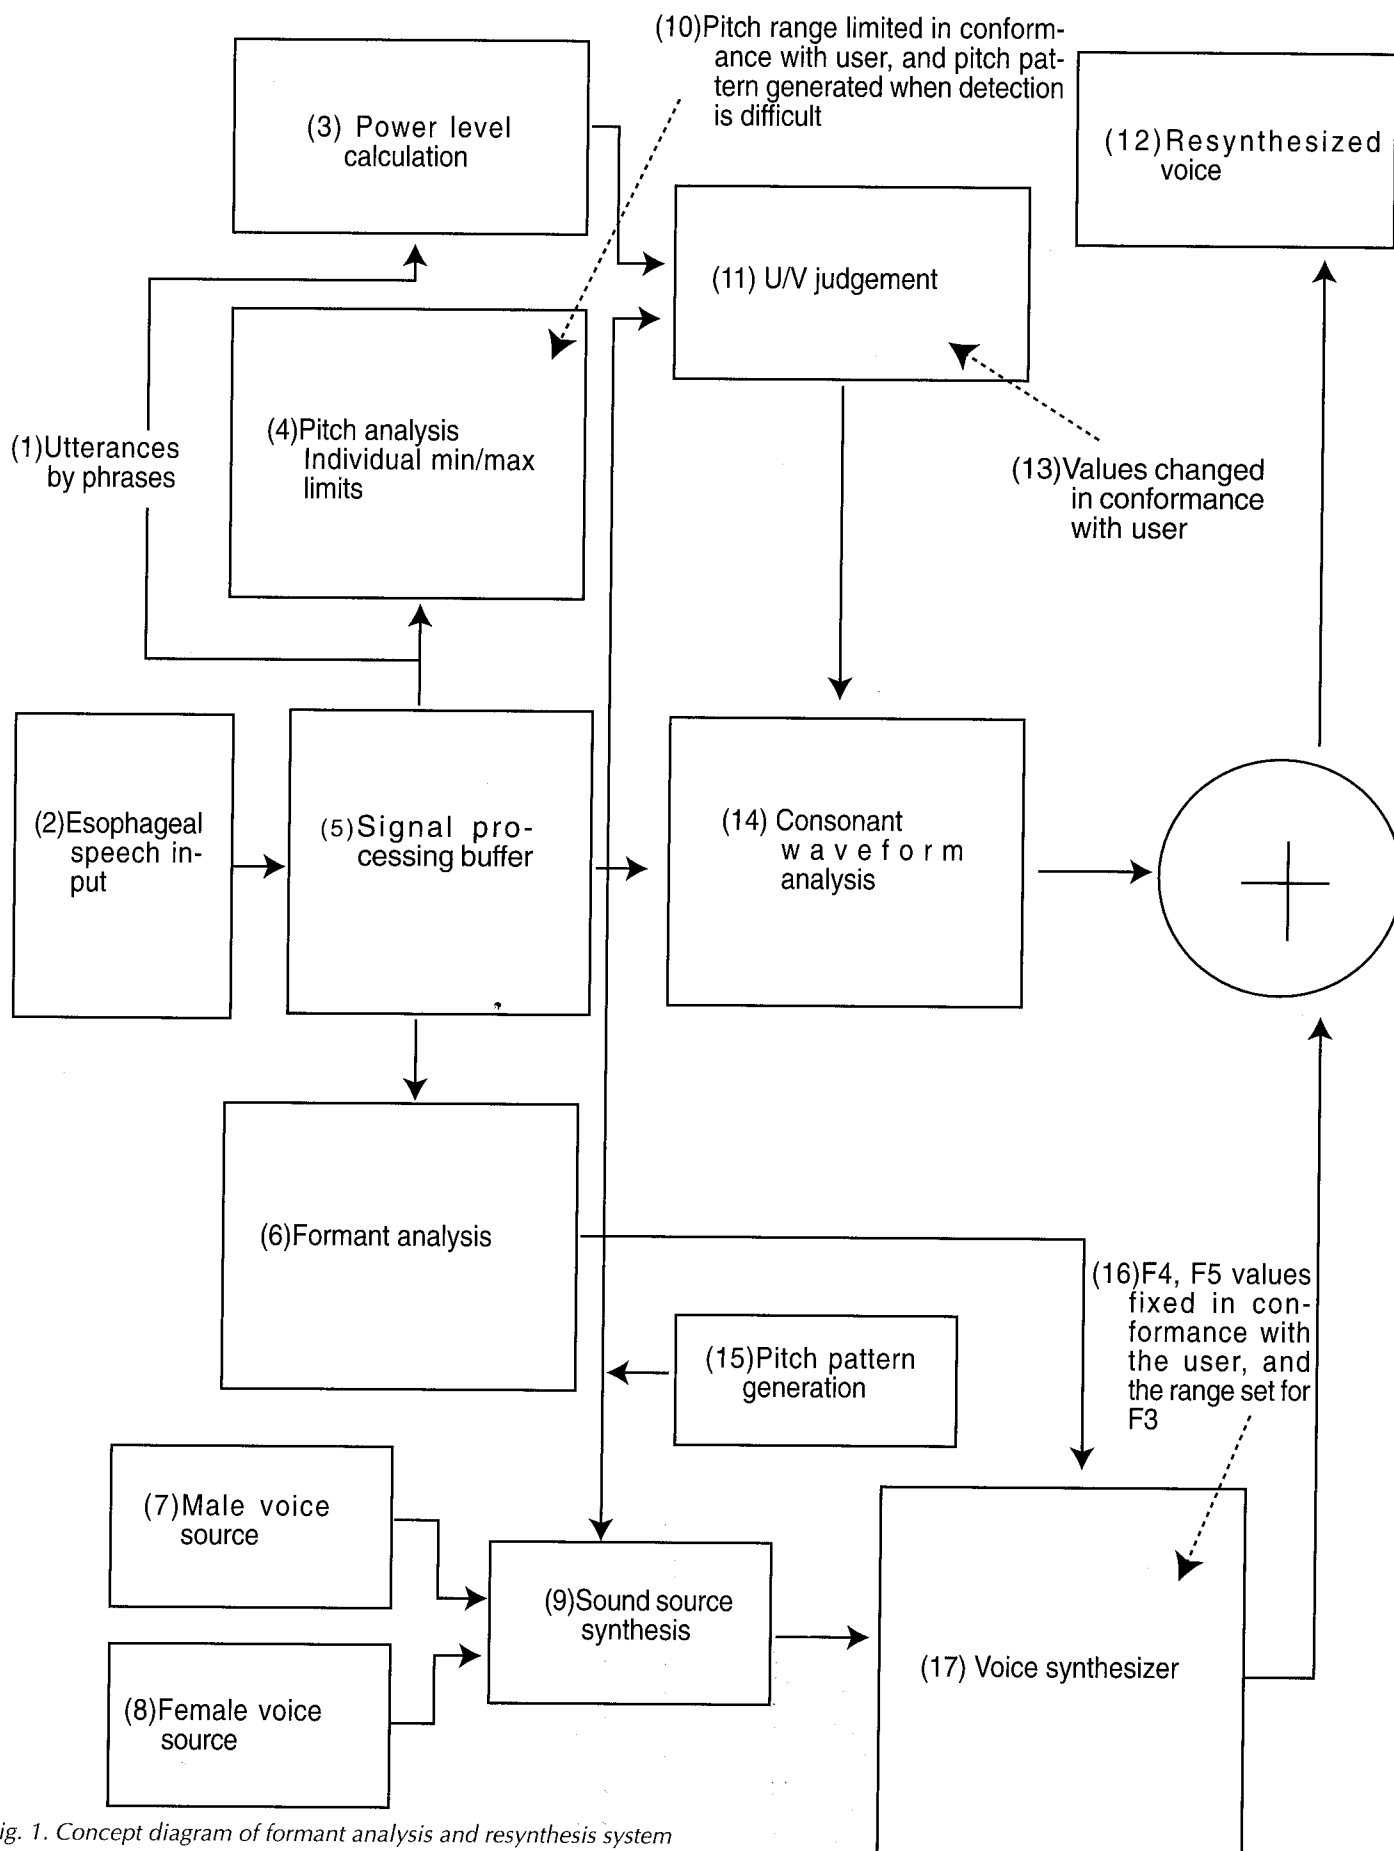 (10)Pitch range limited in conform-
ance with user, and pitch pat-
tern generated when detection
is difficult
(3) Power level
calculation
(12)Resynthesized
voice
(11) U/V judgement
(1)Utterances
by phrases
(4)Pitch analysis
Individual min/max
limits
(13)Values changed
in conformance
with user
(2)Esophageal
speech in-
put
(5)Signal pro-
cessing buffer
(14) Consonant
waveform
analysis
(6)Formant analysis
(15)Pitch pattern
generation
(16)F4, F5 values
fixed in con-
formance with
the user, and
the range set for
F3
(7)Male voice
source
(8)Female voice
source
(9)Sound source
synthesis
(17) Voice synthesizer
ig. 1. Concept diagram of formant analysis and resynthesis system